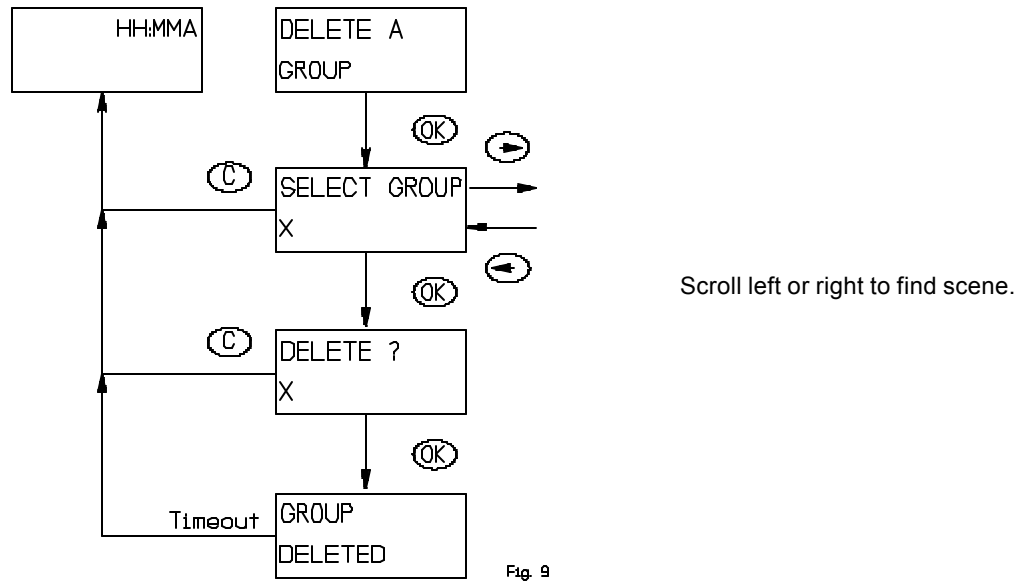 HH:MMA
DELETE A
GROUP
OK
C
SELECT GROUP
X
OK
Scroll left or right to find scene.
C
DELETE ?
X
OK
Timeout
GROUP
DELETED
Fig. 9